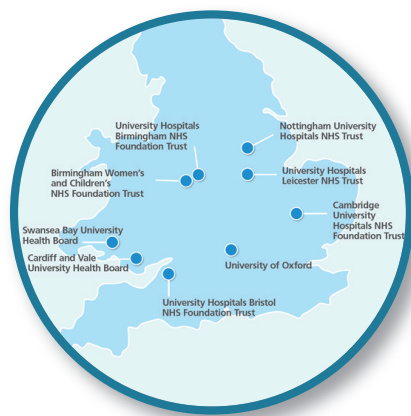 University Hospitals
Birmingham NHS
Foundation Trust
Nottingham University
Hospitals NHS Trust
Birmingham Women's
and Children's
NHS Foundation Trust
University Hospitals
Leicester NHS Trust
Cambridge
University
Hospitals NHS
Foundation Trust
Swansea Bay University
Health Board
Cardiff and Vale
University Health Board
University of Oxford
University Hospitals Bristol
NHS Foundation Trust